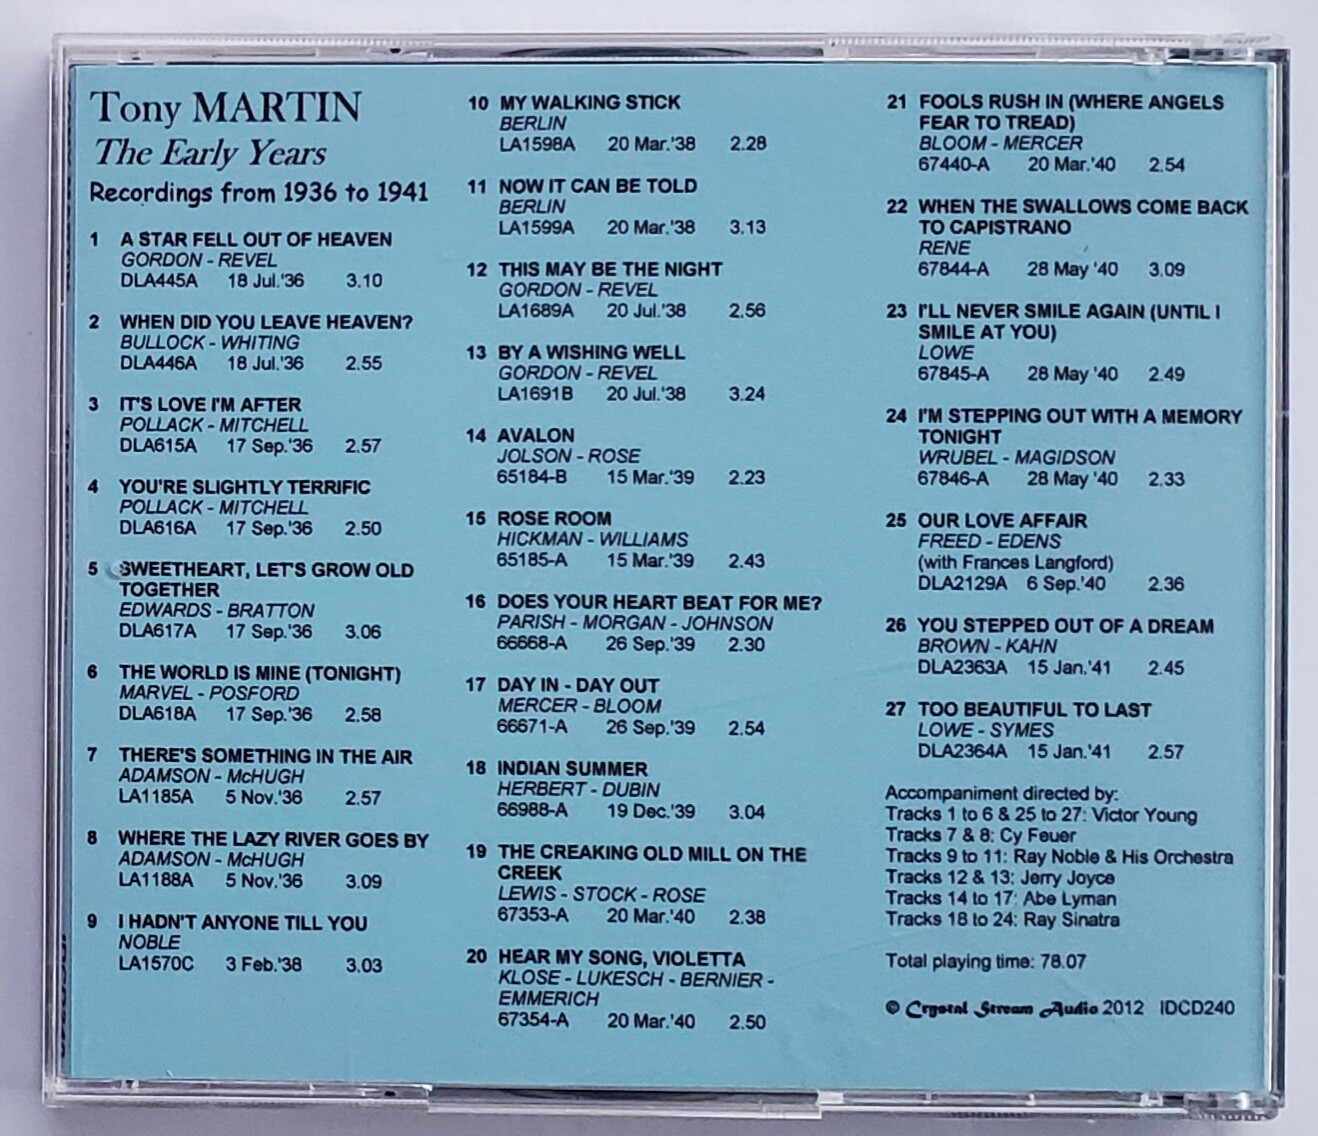 Tony MARTIN
The Early Years
Recordings from 1936 to 1941
1 A STAR FELL OUT OF HEAVEN
GORDON - REVEL
DLA445A 18 Jul.'36 3.10
2 WHEN DID YOU LEAVE HEAVEN?
BULLOCK - WHITING
DLA446A 18 Jul.'36 2.55
3 IT'S LOVE I'M AFTER
POLLACK - MITCHELL
DLA615A 17 Sep.'36 2.57
4 YOU'RE SLIGHTLY TERRIFIC
POLLACK - MITCHELL
DLA616A 17 Sep.'36 2.50
5 SWEETHEART, LET'S GROW OLD
TOGETHER
EDWARDS - BRATTON
DLA617A 17 Sep.'36 3.06
6 THE WORLD IS MINE (TONIGHT)
MARVEL - POSFORD
DLA618A 17 Sep.'36 2.58
7 THERE'S SOMETHING IN THE AIR
ADAMSON - McHUGH
LA1185A 5 Nov.'36 2.57
8 WHERE THE LAZY RIVER GOES BY
ADAMSON - McHUGH
LA1188A 5 Nov.'36 3.09
9 I HADN'T ANYONE TILL YOU
NOBLE
LA1570C 3 Feb.'38 3.03
10 MY WALKING STICK
BERLIN
LA1598A 20 Mar.'38 2.28
11 NOW IT CAN BE TOLD
BERLIN
LA1599A 20 Mar.'38 3.13
12 THIS MAY BE THE NIGHT
GORDON - REVEL
LA1689A 20 Jul.'38 2.56
13 BY A WISHING WELL
GORDON - REVEL
LA1691B 20 Jul.'38 3.24
14 AVALON
JOLSON - ROSE
65184-B 15 Mar.'39 2.23
15 ROSE ROOM
HICKMAN - WILLIAMS
65185-A 15 Mar.'39 2.43
16 DOES YOUR HEART BEAT FOR ME?
PARISH - MORGAN - JOHNSON
66668-A 26 Sep.'39 2.30
17 DAY IN - DAY OUT
MERCER - BLOOM
66671-A 26 Sep.'39 2.54
18 INDIAN SUMMER
HERBERT - DUBIN
66988-A 19 Dec.'39 3.04
19 THE CREAKING OLD MILL ON THE
CREEK
LEWIS - STOCK - ROSE
67353-A 20 Mar.'40 2.38
20 HEAR MY SONG, VIOLETTA
KLOSE - LUKESCH - BERNIER -
EMMERICH
67354-A 20 Mar.'40 2.50
21 FOOLS RUSH IN (WHERE ANGELS
FEAR TO TREAD)
BLOOM - MERCER
67440-A 20 Mar.'40 2.54
22 WHEN THE SWALLOWS COME BACK
TO CAPISTRANO
RENE
67844-A 28 May '40 3.09
23 I'LL NEVER SMILE AGAIN (UNTIL I
SMILE AT YOU)
LOWE
67845-A 28 May '40 2.49
24 I'M STEPPING OUT WITH A MEMORY
TONIGHT
WRUBEL - MAGIDSON
67846-A 28 May '40 2.33
25 OUR LOVE AFFAIR
FREED - EDENS
(with Frances Langford)
DLA2129A 6 Sep.'40 2.36
26 YOU STEPPED OUT OF A DREAM
BROWN - KAHN
DLA2363A 15 Jan.'41 2.45
27 TOO BEAUTIFUL TO LAST
LOWE - SYMES
DLA2364A 15 Jan.'41 2.57
Accompaniment directed by:
Tracks 1 to 6 & 25 to 27: Victor Young
Tracks 7 & 8: Cy Feuer
Tracks 9 to 11: Ray Noble & His Orchestra
Tracks 12 & 13: Jerry Joyce
Tracks 14 to 17: Abe Lyman
Tracks 18 to 24: Ray Sinatra
Total playing time: 78.07
© Crystal Stream Audio 2012 IDCD240